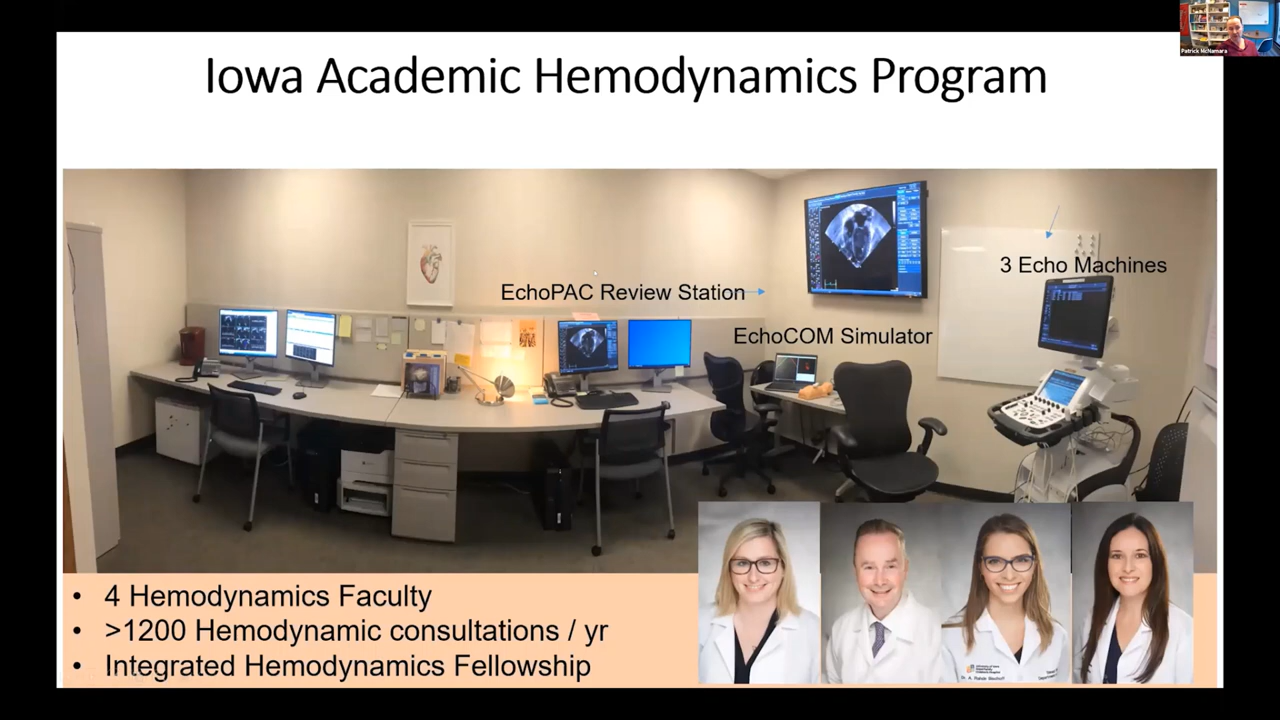 Patrick McNamara
Iowa Academic Hemodynamics Program
EchoPAC Review Station
3 Echo Machines
EchoCOM Simulator
• 4 Hemodynamics Faculty
• >1200 Hemodynamic consultations / yr
• Integrated Hemodynamics Fellowship